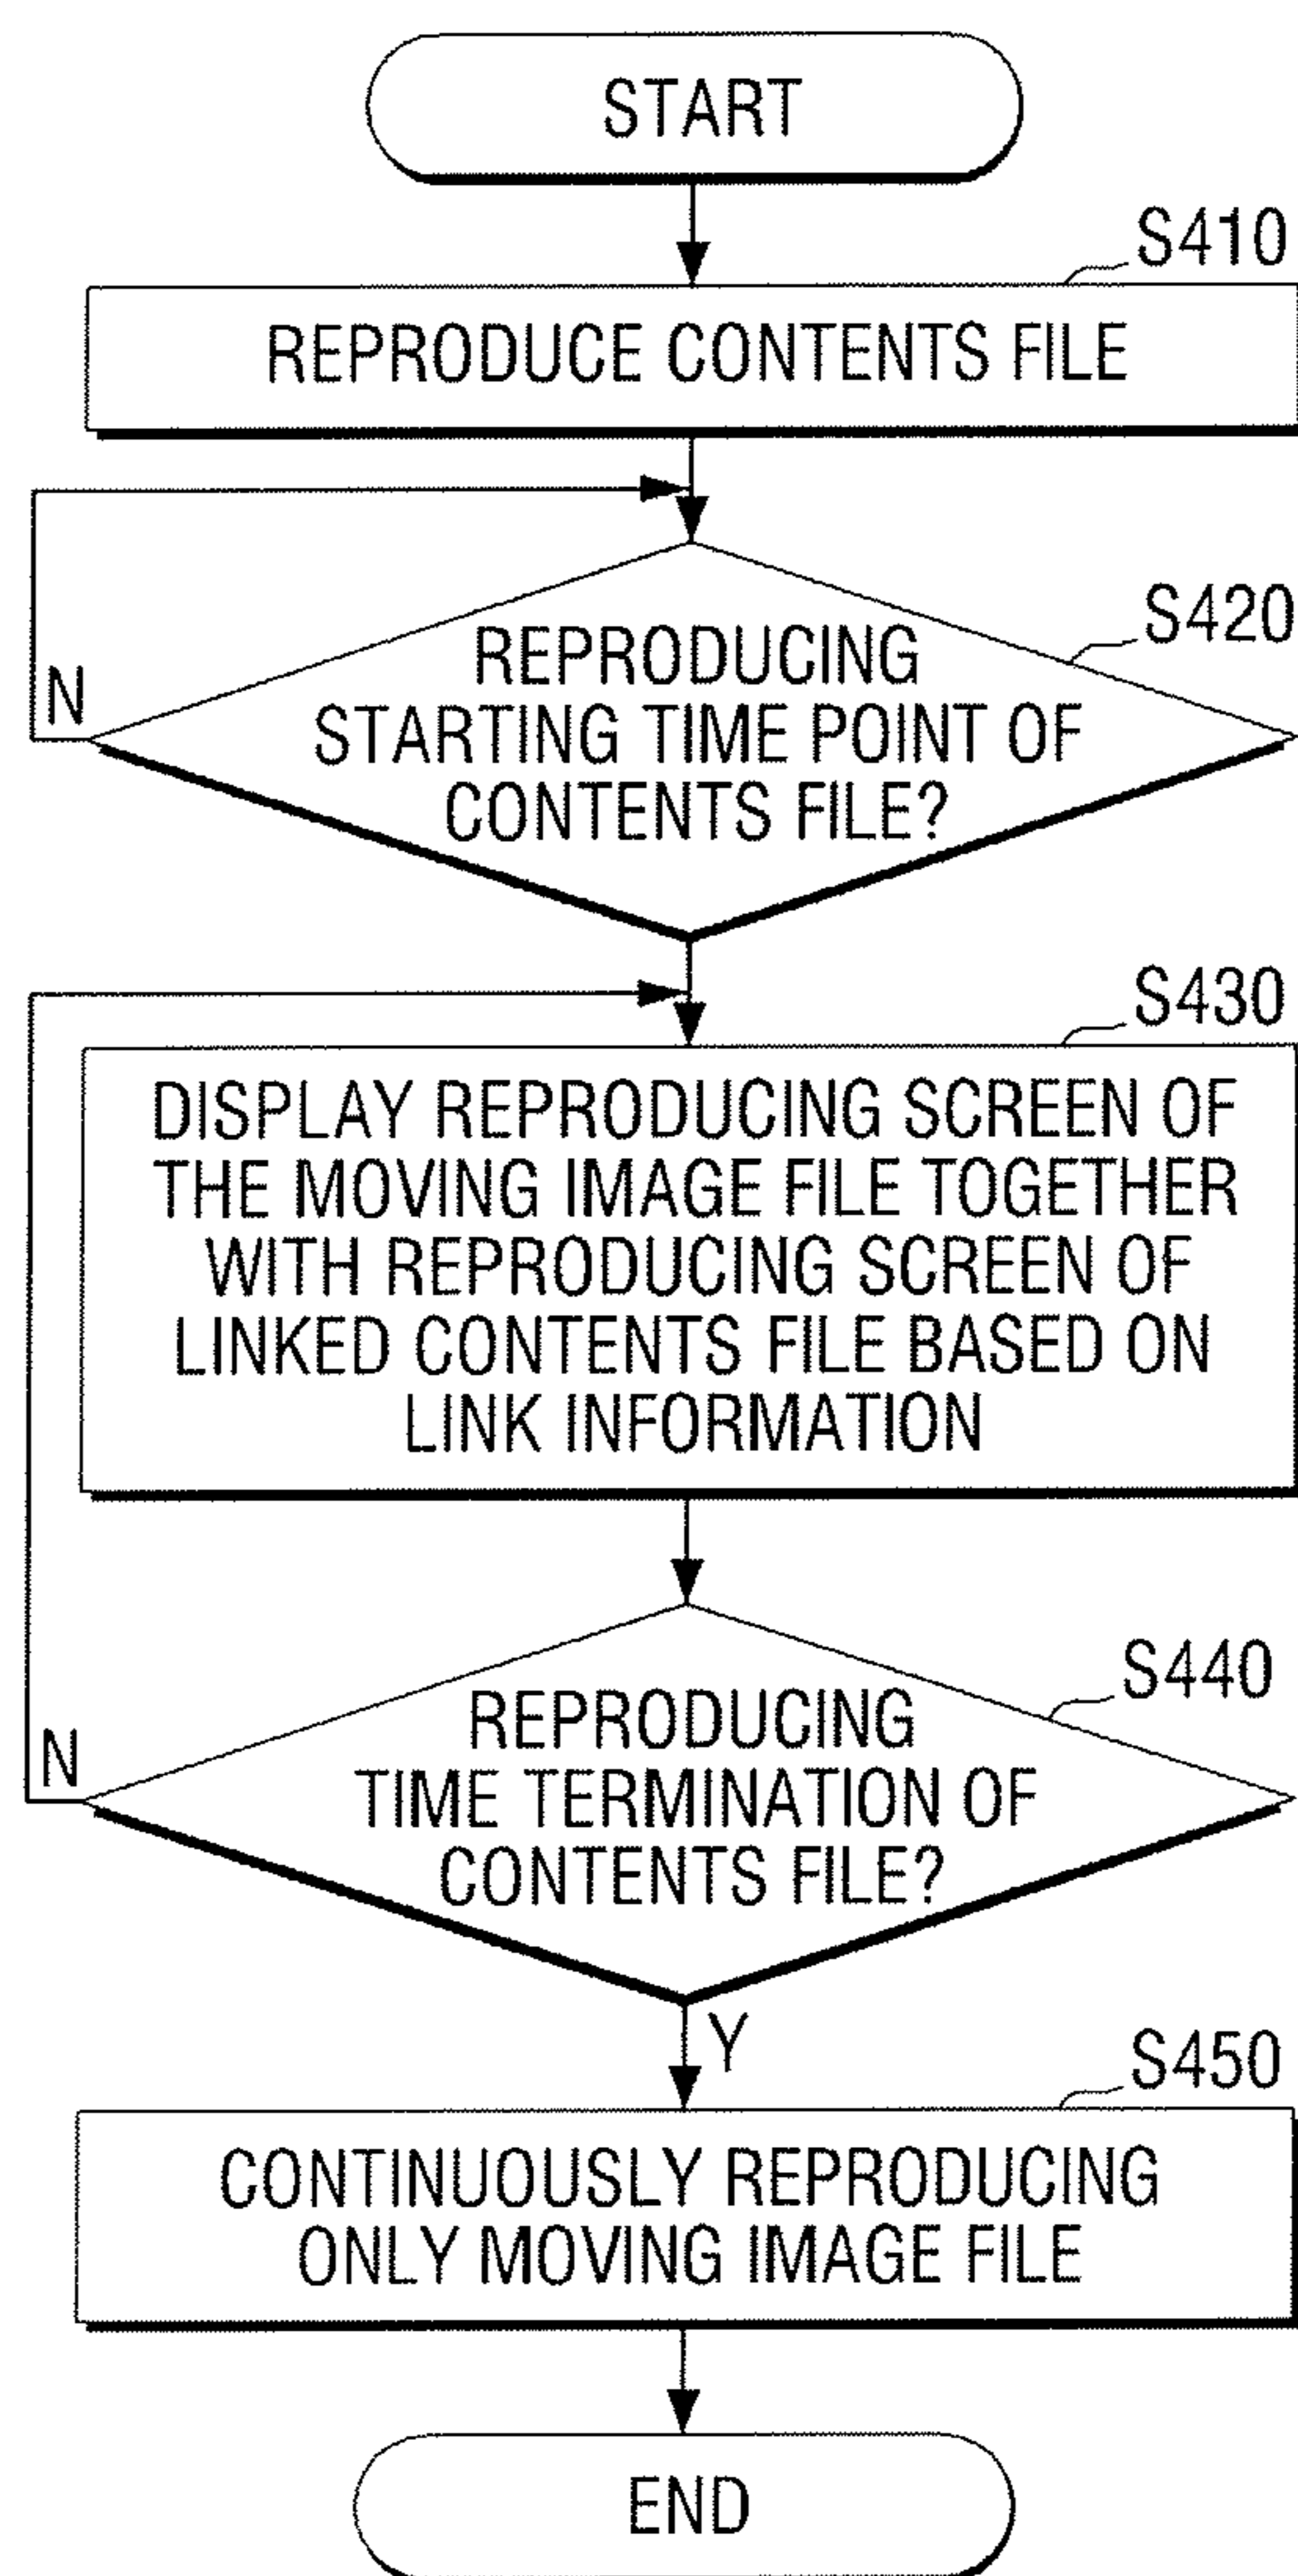 START
S410
REPRODUCE CONTENTS FILE
S420
REPRODUCING
STARTING TIME POINT OF
CONTENTS FILE?
N
S430
DISPLAY REPRODUCING SCREEN OF
THE MOVING IMAGE FILE TOGETHER
WITH REPRODUCING SCREEN OF
LINKED CONTENTS FILE BASED ON
LINK INFORMATION
S440
REPRODUCING
TIME TERMINATION OF
CONTENTS FILE?
N
Y
S450
CONTINUOUSLY REPRODUCING
ONLY MOVING IMAGE FILE
END